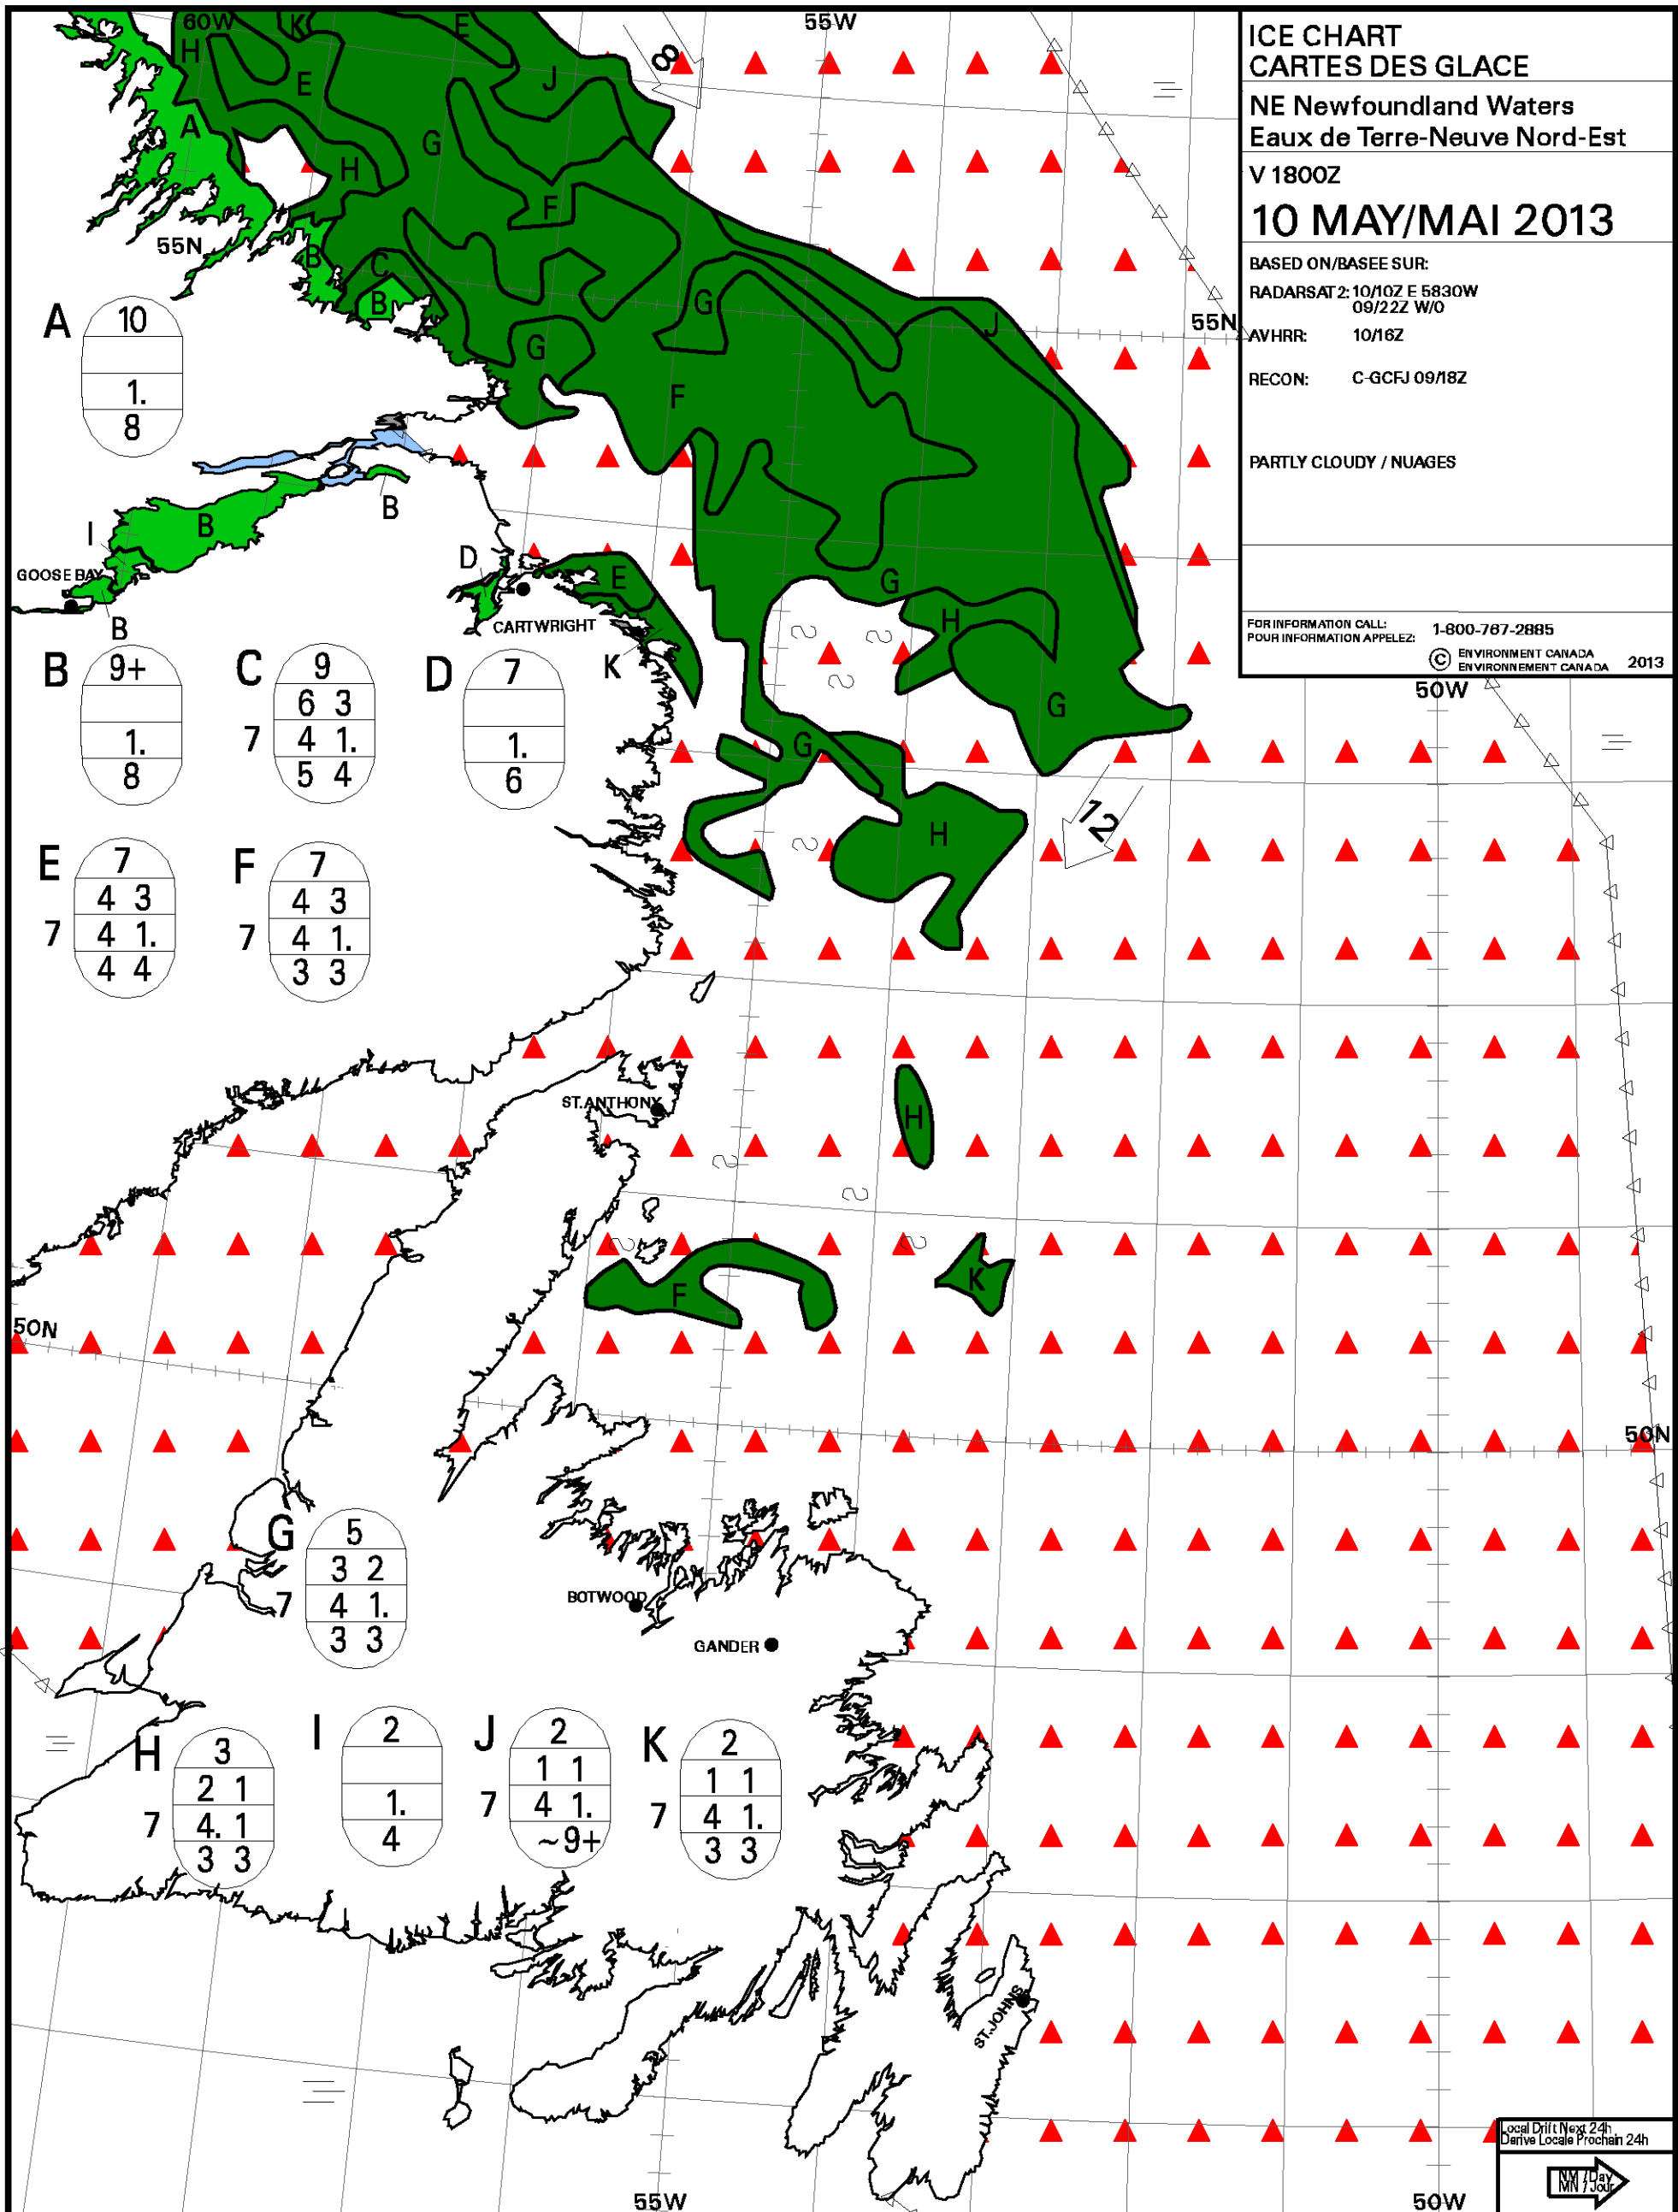 60W
K
E
55W
H
E
J
8
A
G
H
F
55N
B
C
B
G
J
55N
G
F
ICE CHART
CARTES DES GLACE
NE Newfoundland Waters
Eaux de Terre-Neuve Nord-Est
V 1800Z
10 MAY/MAI 2013
BASED ON/BASEE SUR:
RADARSAT2: 10/10Z E 5830W
09/22Z W/O
AVHRR: 10/16Z
RECON: C-GCFJ 09/18Z
PARTLY CLOUDY / NUAGES
FOR INFORMATION CALL: 1-800-767-2885
POUR INFORMATION APPELEZ:
© ENVIRONMENT CANADA
ENVIRONNEMENT CANADA 2013
50W
A
10
1.
8
B
B
I
GOOSE BAY
B
D
E
CARTWRIGHT
K
G
H
G
G
12
H
B
9+
1.
8
C
9
6 3
7 4 1.
5 4
D
7
1.
6
E
7
4 3
7 4 1.
4 4
F
7
4 3
7 4 1.
3 3
ST.ANTHONY
H
F
K
50N
50N
G
5
3 2
7 4 1.
3 3
BOTWOOD
GANDER
H
3
2 1
7 4. 1
3 3
I
2
1.
4
J
2
1 1
7 4 1.
~9+
K
2
1 1
7 4 1.
3 3
ST.JOHNS
55W
50W
Local Drift Next 24h
Derive Locale Prochain 24h
NM / Day
MN / Jour